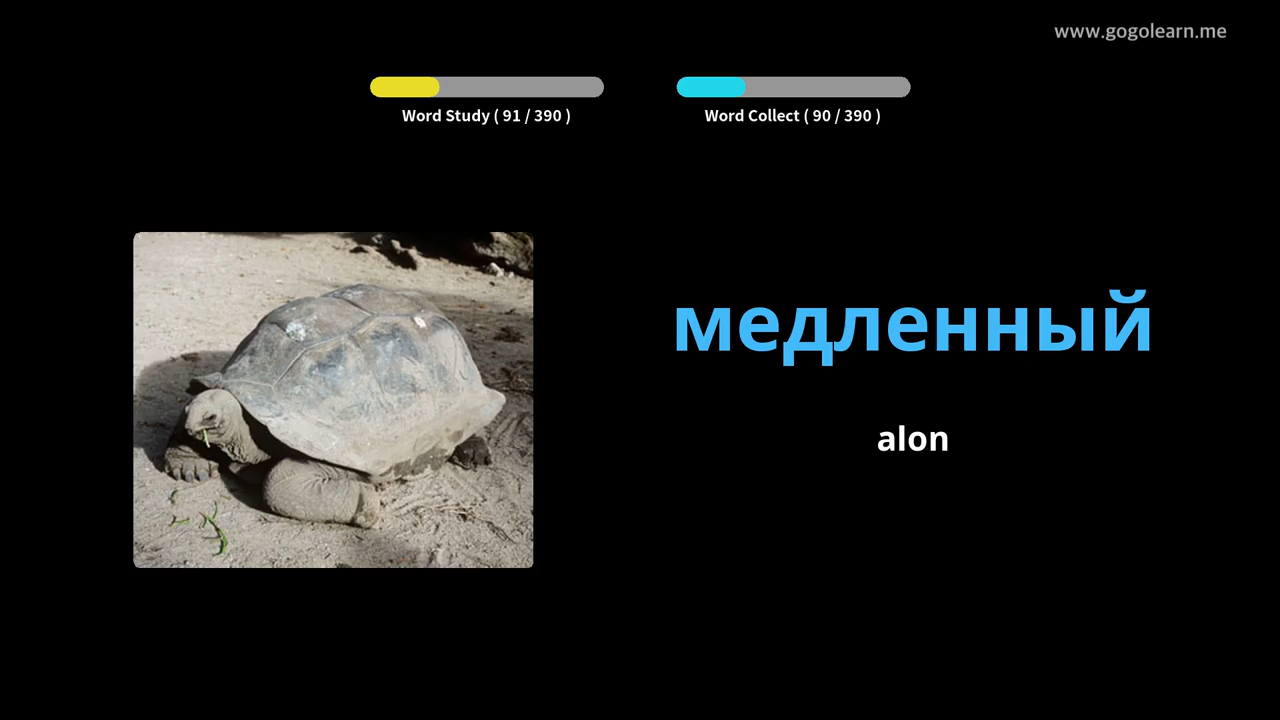 www.gogolearn.me
Word Study ( 91 / 390 )
Word Collect ( 90 / 390 )
медленный
alon